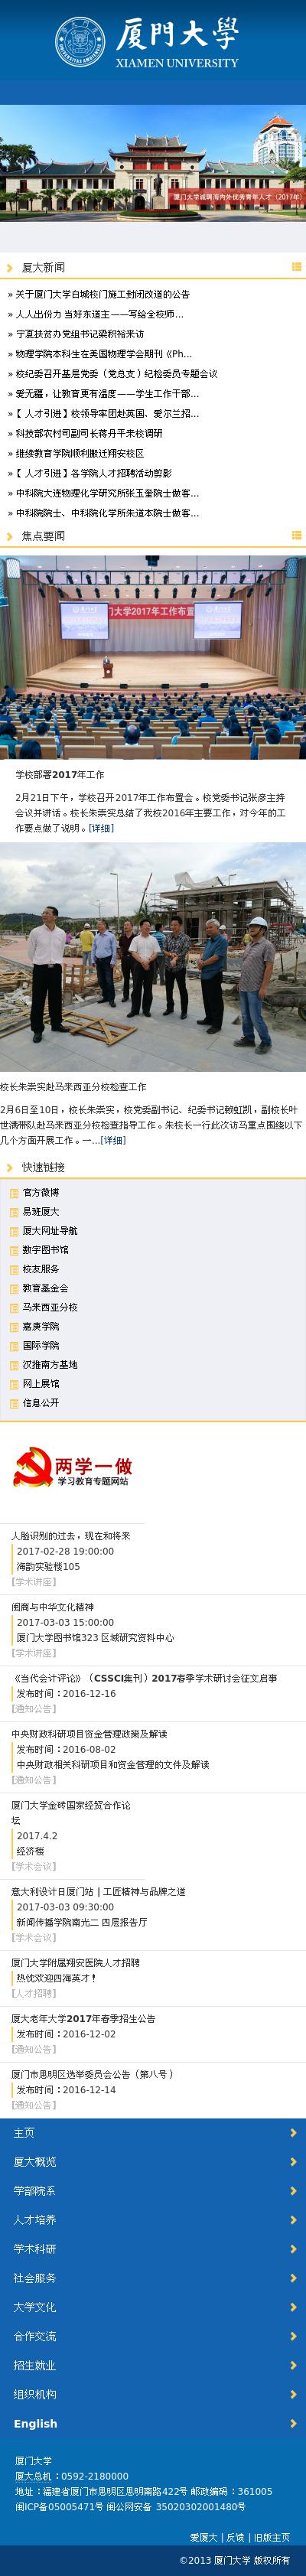 厦門大學
XIAMEN UNIVERSITY
厦门大学诚聘海内外优秀青年人才（2017年）
厦大新闻
» 关于厦门大学白城校门施工封闭改道的公告
» 人人出份力 当好东道主——写给全校师...
» 宁夏扶贫办党组书记梁积裕来访
» 物理学院本科生在美国物理学会期刊《Ph...
» 校纪委召开基层党委（党总支）纪检委员专题会议
» 爱无疆，让教育更有温度——学生工作干部...
» 【 人才引进】校领导率团赴英国、爱尔兰招...
» 科技部农村司副司长蒋丹平来校调研
» 继续教育学院顺利搬迁翔安校区
» 【 人才引进】各学院人才招聘活动剪影
» 中科院大连物理化学研究所张玉奎院士做客...
» 中科院院士、中科院化学所朱道本院士做客...
焦点要闻
门大学2017年工作布置
学校部署2017年工作
2月21日下午，学校召开2017年工作布置会。校党委书记张彦主持
会议并讲话。校长朱崇实总结了我校2016年主要工作，对今年的工
作要点做了说明。[详细]
校长朱崇实赴马来西亚分校检查工作
2月6日至10日，校长朱崇实，校党委副书记、纪委书记赖虹凯，副校长叶
世满带队赴马来西亚分校检查指导工作。朱校长一行此次访马重点围绕以下
几个方面开展工作。一...[详细]
快速链接
官方微博
易班厦大
厦大网址导航
数字图书馆
校友服务
教育基金会
马来西亚分校
嘉庚学院
国际学院
汉推南方基地
网上展馆
信息公开
两学一做
学习教育专题网站
人脸识别的过去，现在和将来
2017-02-28 19:00:00
海韵实验楼105
[学术讲座]
闽商与中华文化精神
2017-03-03 15:00:00
厦门大学图书馆323 区域研究资料中心
[学术讲座]
《当代会计评论》（CSSCI集刊）2017春季学术研讨会征文启事
发布时间：2016-12-16
[通知公告]
中央财政科研项目资金管理政策及解读
发布时间：2016-08-02
中央财政相关科研项目和资金管理的文件及解读
[通知公告]
厦门大学金砖国家经贸合作论
坛
2017.4.2
经济楼
[学术会议]
意大利设计日厦门站 | 工匠精神与品牌之道
2017-03-03 09:30:00
新闻传播学院南光二 四层报告厅
[学术会议]
厦门大学附属翔安医院人才招聘
热忱欢迎四海英才！
[人才招聘]
厦大老年大学2017年春季招生公告
发布时间：2016-12-02
[通知公告]
厦门市思明区选举委员会公告（第八号）
发布时间：2016-12-14
[通知公告]
主页
厦大概览
学部院系
人才培养
学术科研
社会服务
大学文化
合作交流
招生就业
组织机构
English
厦门大学
厦大总机：0592-2180000
地址：福建省厦门市思明区思明南路422号 邮政编码：361005
闽ICP备05005471号 闽公网安备 35020302001480号
爱厦大 | 反馈 | 旧版主页
©2013 厦门大学 版权所有